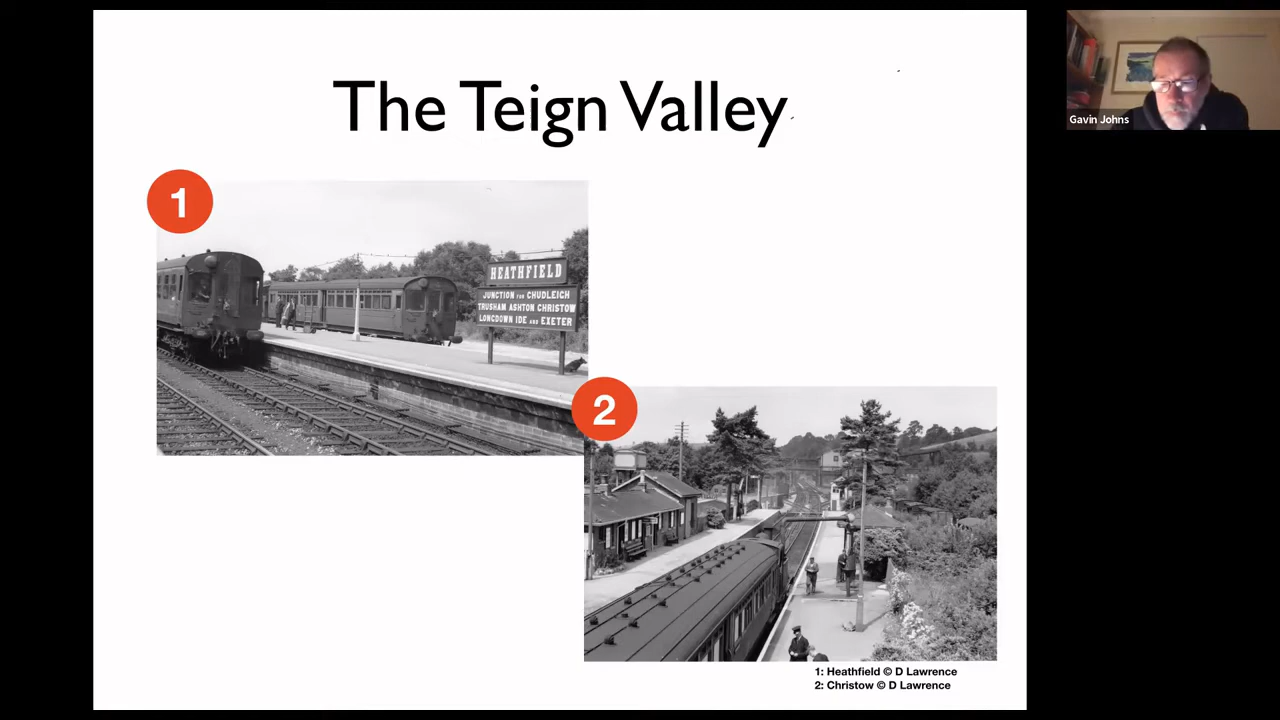 The Teign Valley
1
HEATHFIELD
JUNCTION FOR CHUDLEIGH
TRUSHAM ASHTON CHRISTOW
LONGDOWN IDE AND EXETER
2
1: Heathfield © D Lawrence
2: Christow © D Lawrence
Gavin Johns